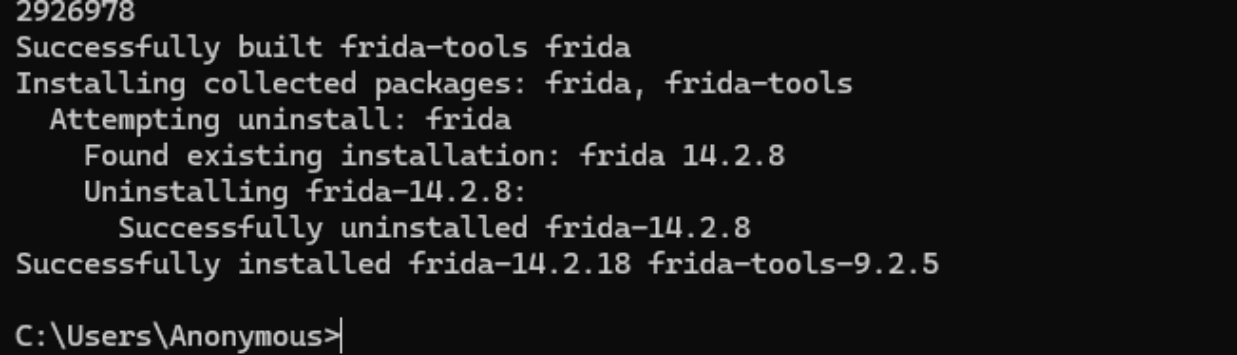 2926978
Successfully built frida-tools frida
Installing collected packages: frida, frida-tools
  Attempting uninstall: frida
    Found existing installation: frida 14.2.8
    Uninstalling frida-14.2.8:
      Successfully uninstalled frida-14.2.8
Successfully installed frida-14.2.18 frida-tools-9.2.5
C:\Users\Anonymous>